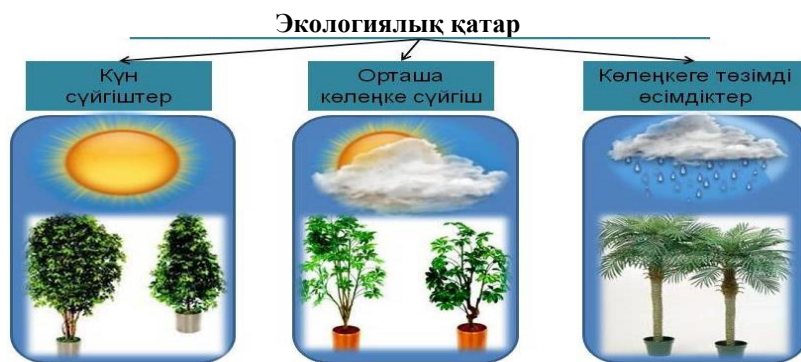 Экологиялық қатар
Күн
сүйгіштер
Орташа
көлеңке сүйгіш
Көлеңкеге төзімді
өсімдіктер